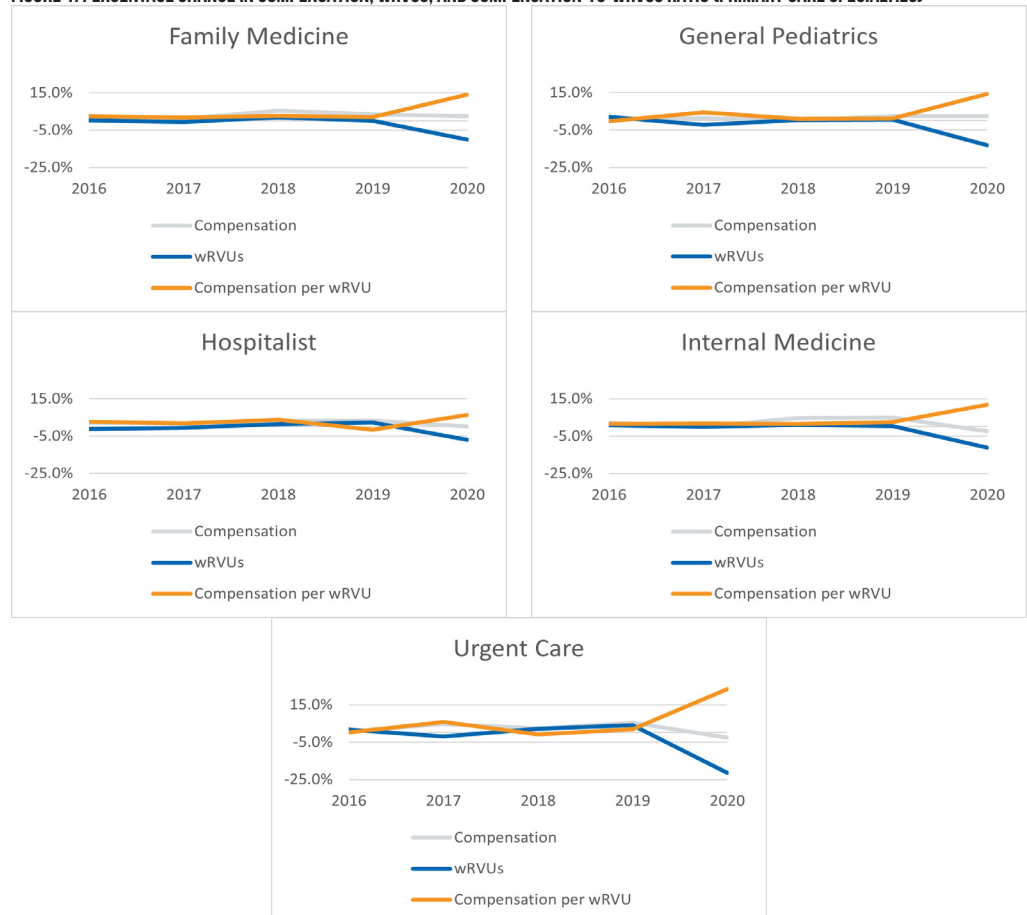 Family Medicine
15.0%
-5.0%
-25.0%
2016 2017 2018 2019 2020
Compensation
wRVUs
Compensation per wRVU
General Pediatrics
15.0%
-5.0%
-25.0%
2016 2017 2018 2019 2020
Compensation
wRVUs
Compensation per wRVU
Hospitalist
15.0%
-5.0%
-25.0%
2016 2017 2018 2019 2020
Compensation
wRVUs
Compensation per wRVU
Internal Medicine
15.0%
-5.0%
-25.0%
2016 2017 2018 2019 2020
Compensation
wRVUs
Compensation per wRVU
Urgent Care
15.0%
-5.0%
-25.0%
2016 2017 2018 2019 2020
Compensation
wRVUs
Compensation per wRVU